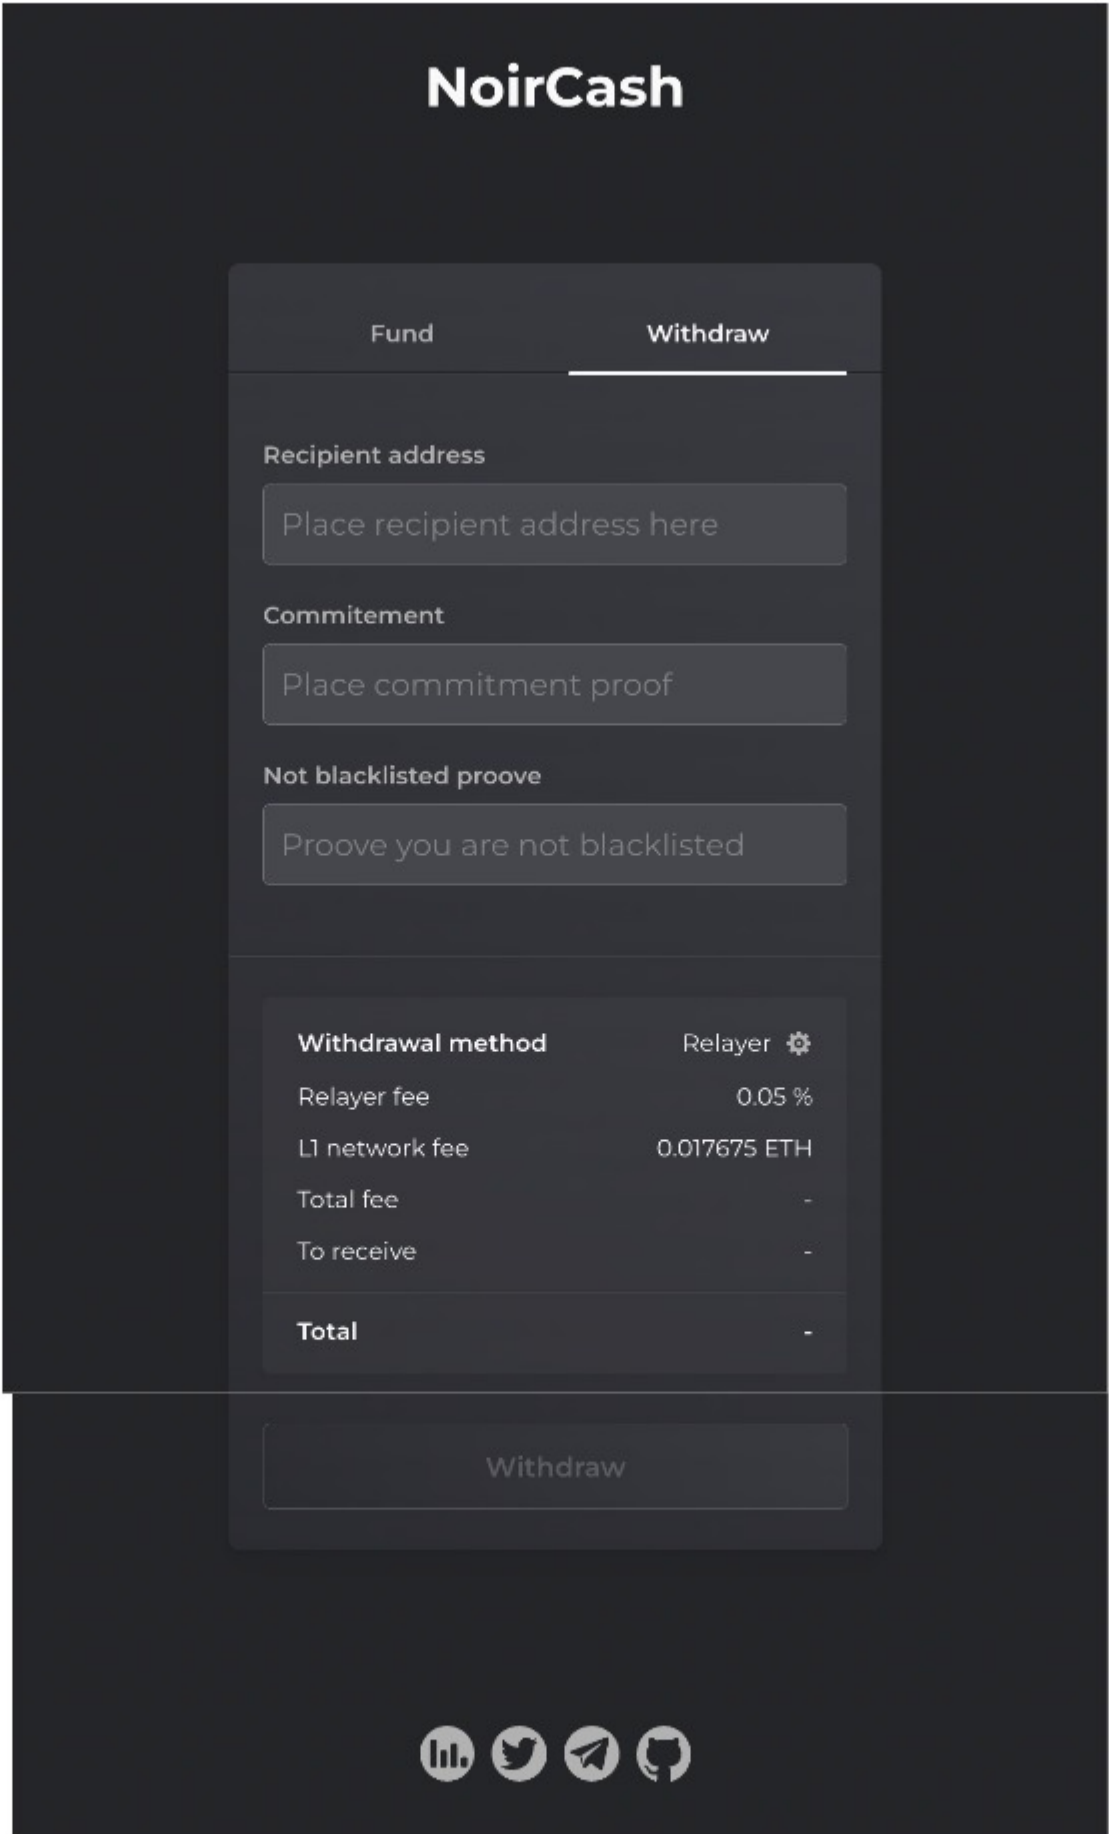 NoirCash
Fund Withdraw
Recipient address
Place recipient address here
Commitement
Place commitment proof
Not blacklisted proove
Proove you are not blacklisted
Withdrawal method Relayer
Relayer fee 0.05 %
L1 network fee 0.017675 ETH
Total fee -
To receive -
Total -
Withdraw